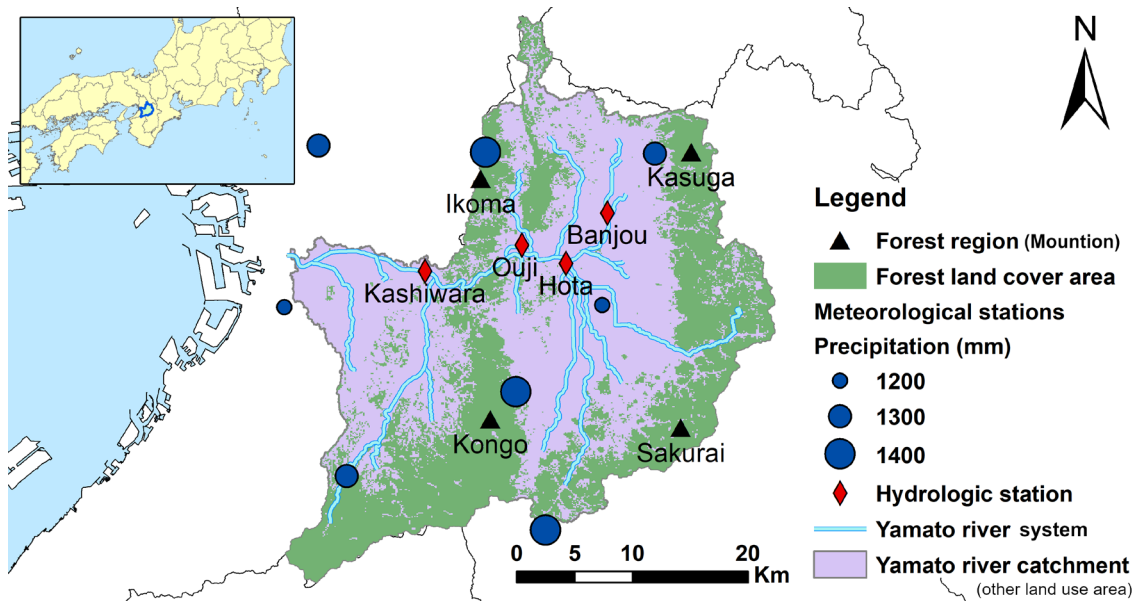 N
Kasuga
Ikoma
Banjou
Ouji
Hota
Kashiwara
Kongo
Sakurai
0 5 10 20
Km
Legend
Forest region (Mountion)
Forest land cover area
Meteorological stations
Precipitation (mm)
1200
1300
1400
Hydrologic station
Yamato river system
Yamato river catchment
(other land use area)